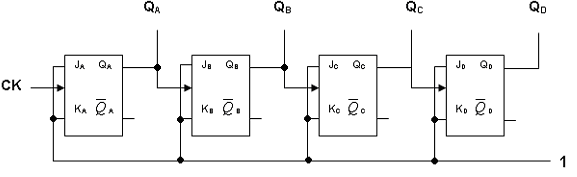 QA QB QC QD
JA QA JB QB JC QC JD QD
CK
KA Q̅ A KB Q̅ B KC Q̅ C KD Q̅ D
1